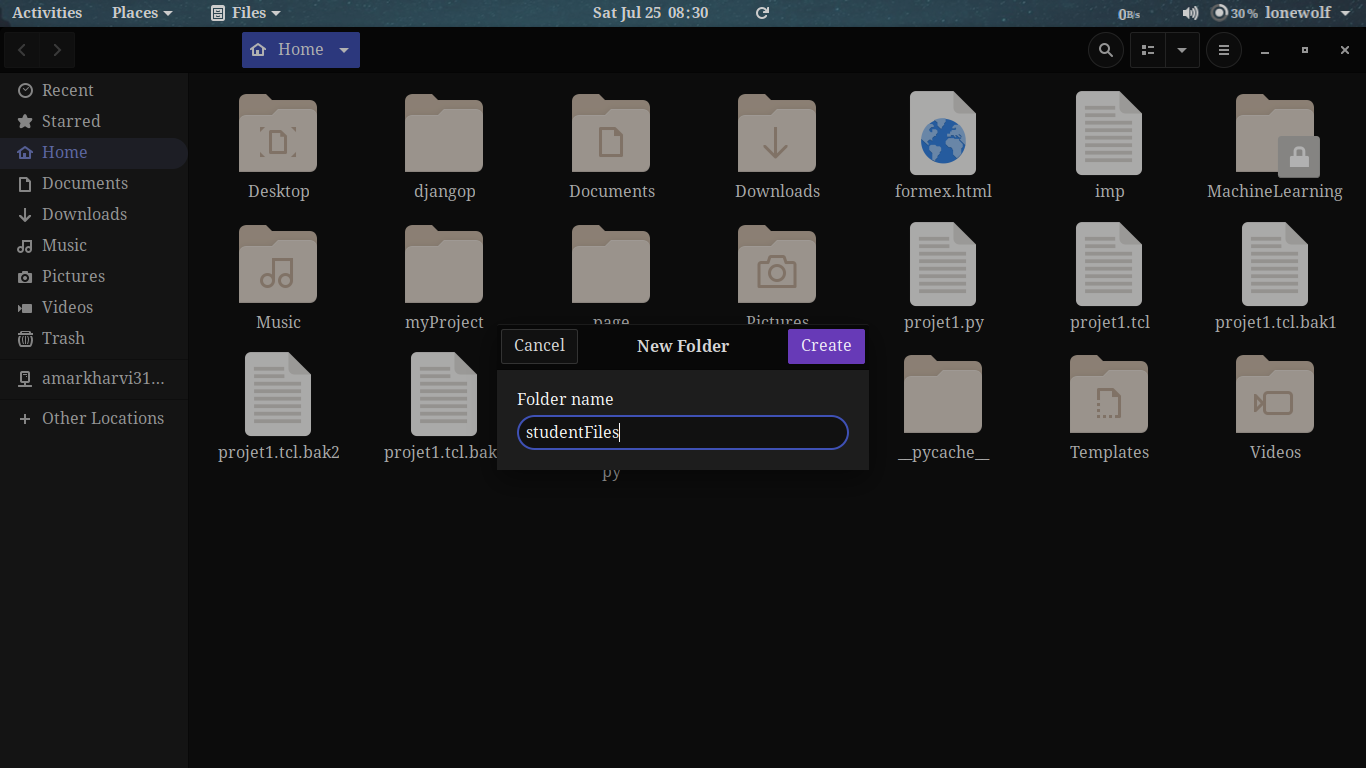 Activities Places Files Sat Jul 25 08:30 0B/s 30% lonewolf
Home
Recent
Starred
Home
Documents
Downloads
Music
Pictures
Videos
Trash
amarkharvi31...
Other Locations
Desktop djangop Documents Downloads formex.html imp MachineLearning
Music myProject page Pictures projet1.py projet1.tcl projet1.tcl.bak1
projet1.tcl.bak2 projet1.tcl.bak py __pycache__ Templates Videos
Cancel New Folder Create
Folder name
studentFiles